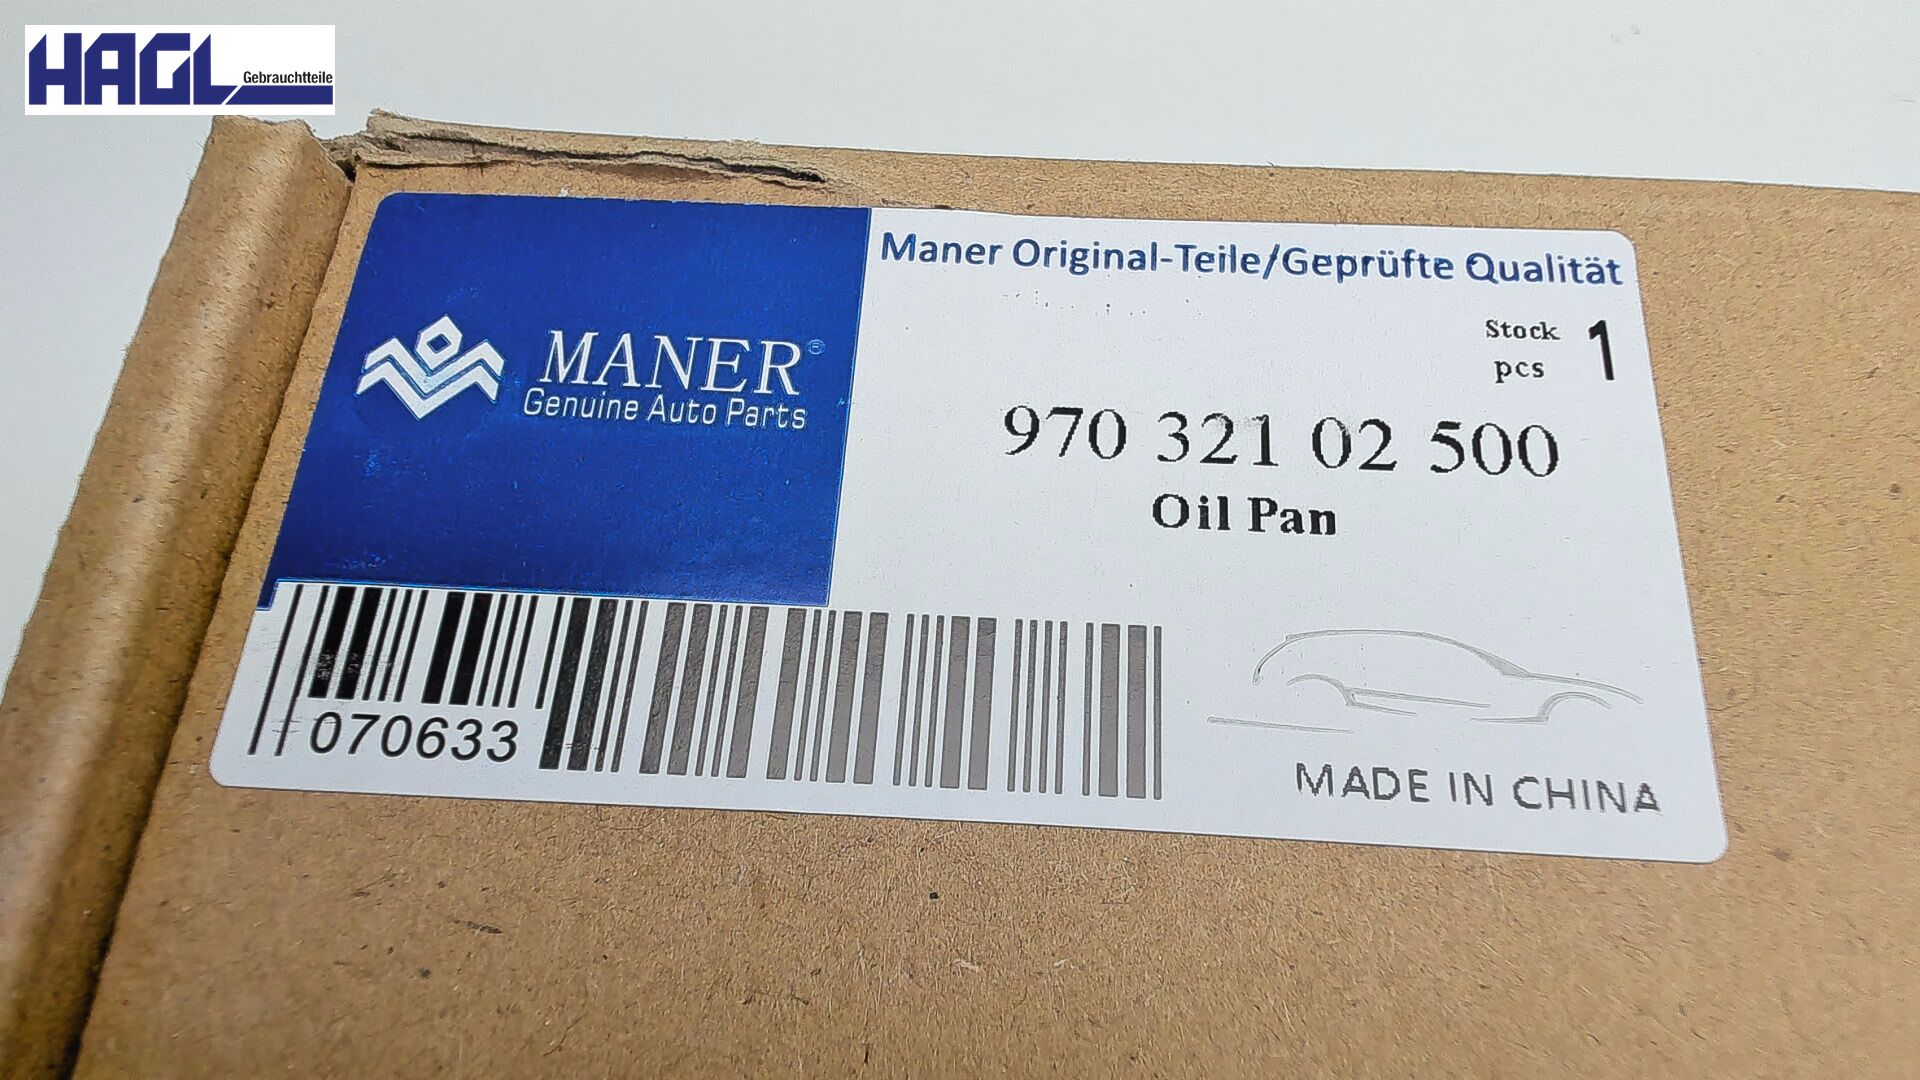 HAGL
Gebrauchtteile
Maner Original-Teile/Geprüfte Qualität
MANER®
Genuine Auto Parts
Stock
pcs 1
970 321 02 500
Oil Pan
070633
MADE IN CHINA